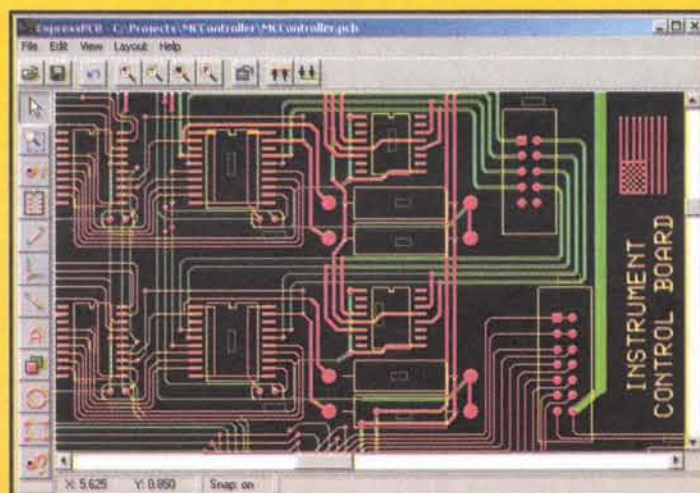 ExpressPCB - C:\Projects\MCController\MCController.pcb
File Edit View Layout Help
INSTRUMENT
CONTROL BOARD
X: 5.625 Y: 0.850 Snap: on